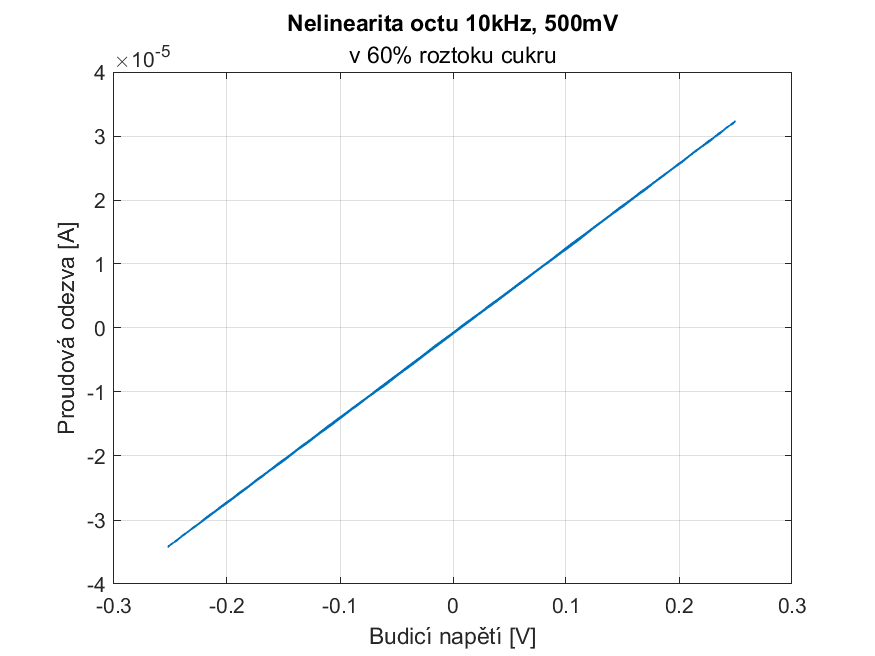 Nelinearita octu 10kHz, 500mV
v 60% roztoku cukru
×10-5
4
3
2
1
0
-1
-2
-3
-4
Proudová odezva [A]
-0.3 -0.2 -0.1 0 0.1 0.2 0.3
Budicí napětí [V]